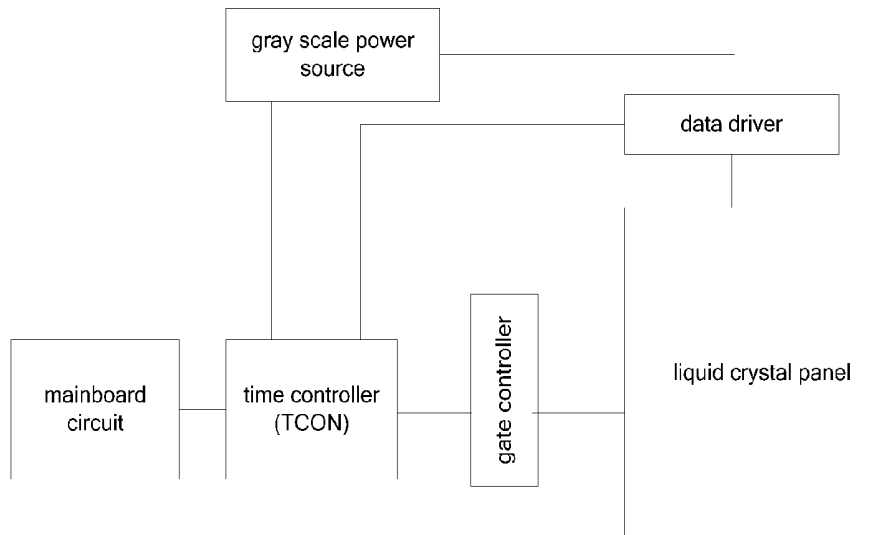 gray scale power
source
data driver
mainboard
circuit
time controller
(TCON)
gate controller
liquid crystal panel